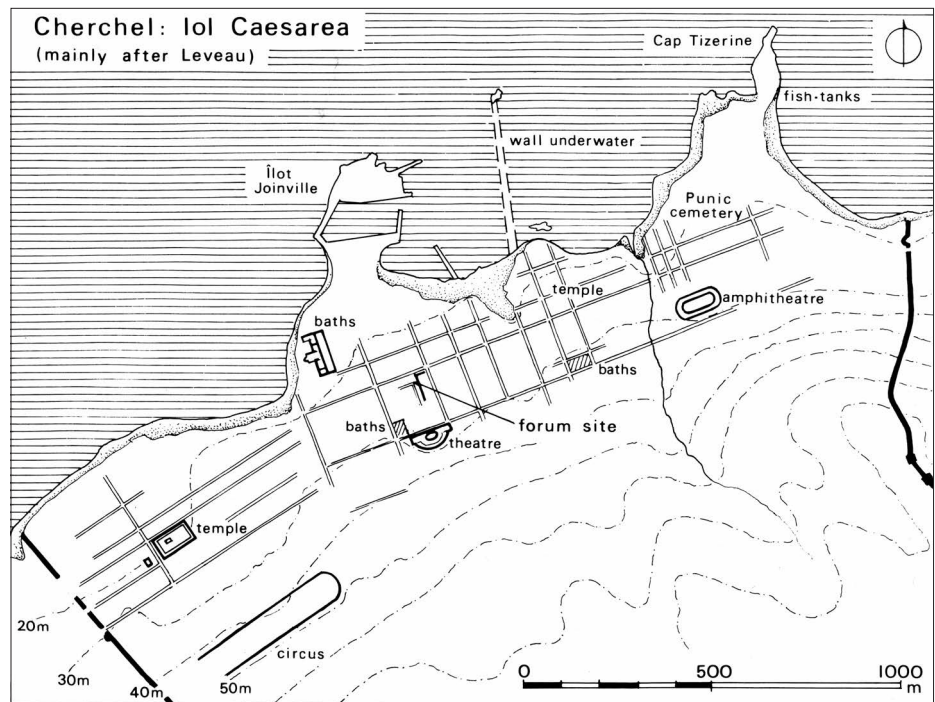 Cherchel: Iol Caesarea
(mainly after Leveau)
Cap Tizerine
fish-tanks
wall underwater
Îlot
Joinville
Punic
cemetery
temple
amphitheatre
baths
baths
forum site
baths
theatre
temple
circus
20m
30m
40m
50m
0 500 1000
m